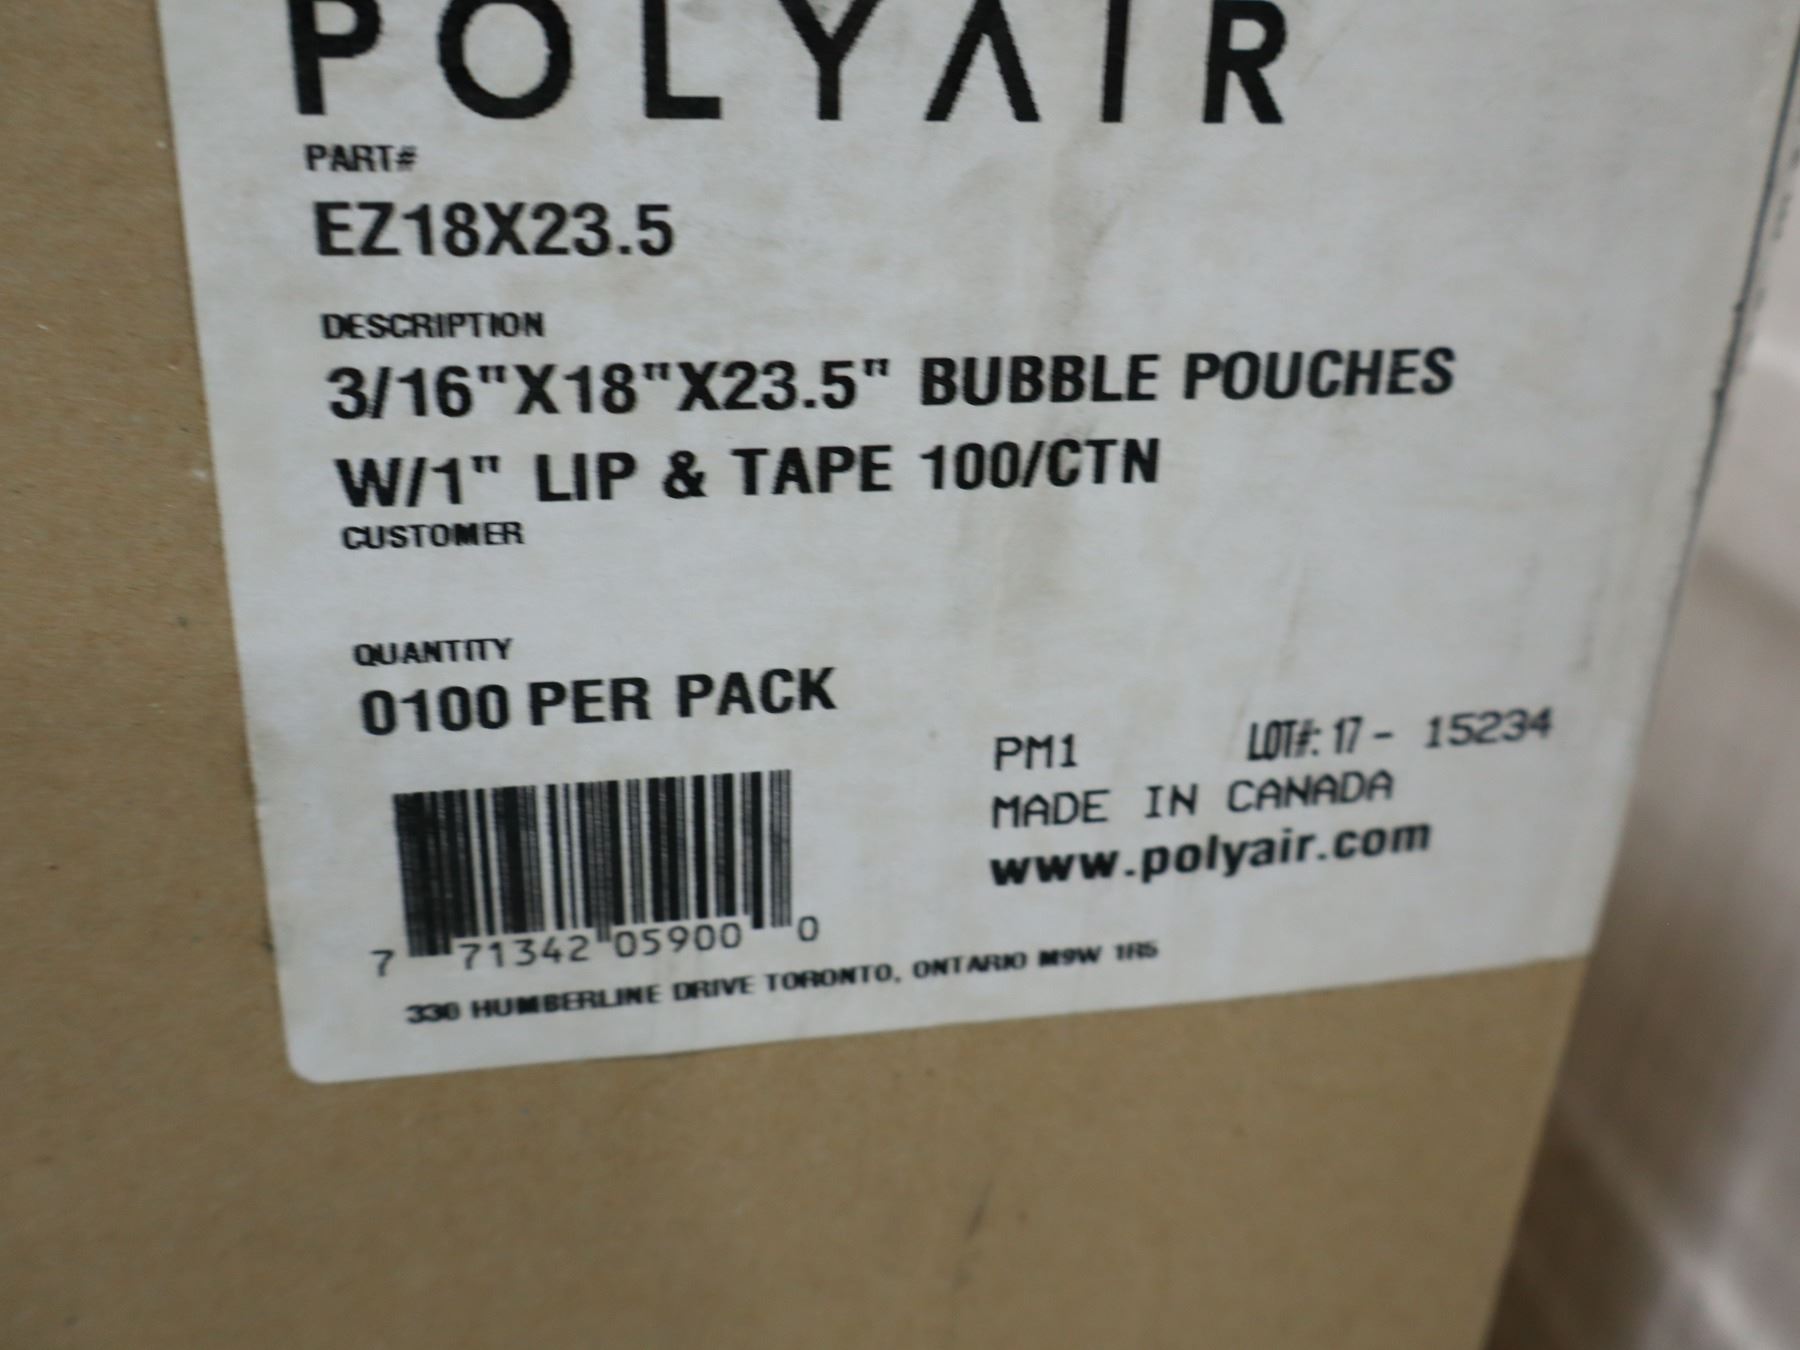 POLYAIR
PART#
EZ18X23.5
DESCRIPTION
3/16"X18"X23.5" BUBBLE POUCHES
W/1" LIP & TAPE 100/CTN
CUSTOMER
QUANTITY
0100 PER PACK
PM1 LOT#: 17 - 15234
MADE IN CANADA
www.polyair.com
7 71342 05900 0
330 HUMBERLINE DRIVE TORONTO, ONTARIO M9W 1R5